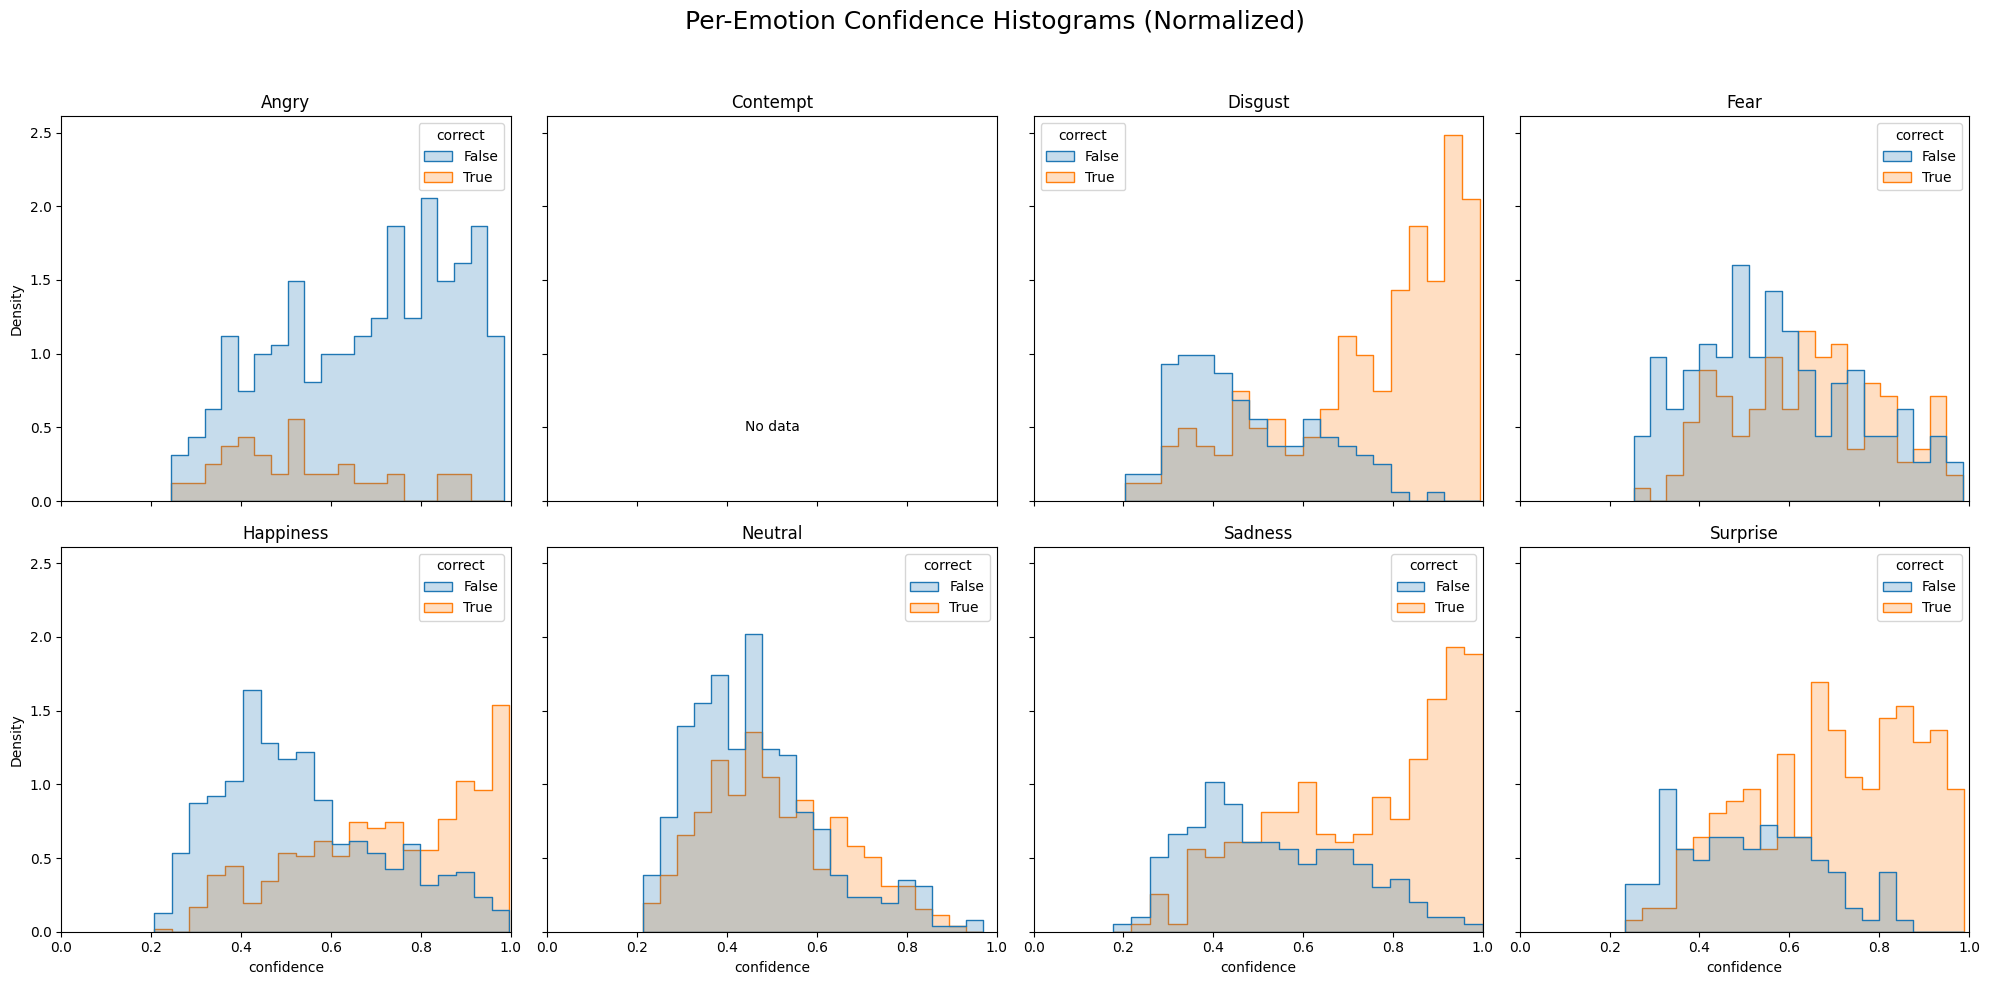 Per-Emotion Confidence Histograms (Normalized)
Angry
Contempt
Disgust
Fear
2.5
2.0
1.5
1.0
0.5
0.0
Density
correct
False
True
No data
correct
False
True
correct
False
True
Happiness
Neutral
Sadness
Surprise
2.5
2.0
1.5
1.0
0.5
0.0
Density
correct
False
True
correct
False
True
correct
False
True
correct
False
True
0.0 0.2 0.4 0.6 0.8 1.0
confidence
0.0 0.2 0.4 0.6 0.8 1.0
confidence
0.0 0.2 0.4 0.6 0.8 1.0
confidence
0.0 0.2 0.4 0.6 0.8 1.0
confidence